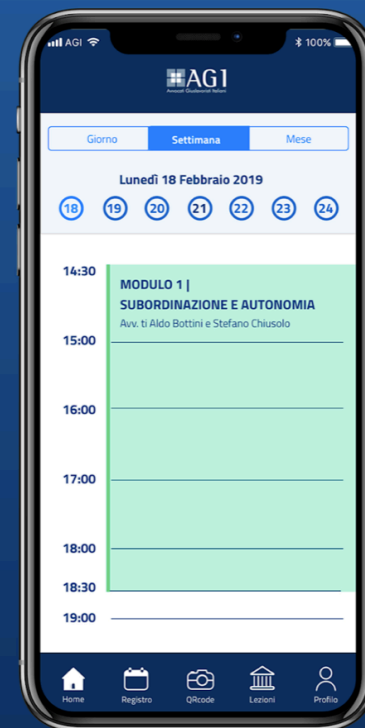 AGI
100%
AGI
Avvocati Giuslavoristi Italiani
Giorno Settimana Mese
Lunedì 18 Febbraio 2019
18 19 20 21 22 23 24
14:30
MODULO 1 |
SUBORDINAZIONE E AUTONOMIA
Avv. ti Aldo Bottini e Stefano Chiusolo
15:00
16:00
17:00
18:00
18:30
19:00
Home Registro QRcode Lezioni Profilo